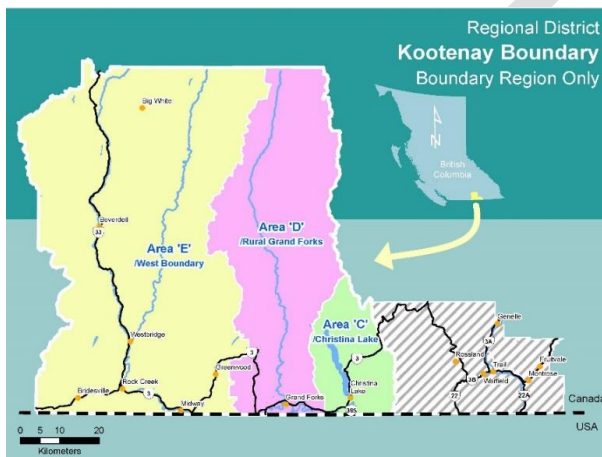 Regional District
Kootenay Boundary
Boundary Region Only
British
Columbia
Big White
Beverdell
33
Area 'E'
/West Boundary
Area 'D'
/Rural Grand Forks
Area 'C'
/Christina Lake
Westbridge
Bridesville
Rock Creek
3
Midway
Greenwood
3
Grand Forks
3
Christina
Lake
395
Genelle
3A
Rossland
Trail
Fruitvale
3B
Warfield
Montrose
22
22A
Canada
USA
0 5 10 20
Kilometers